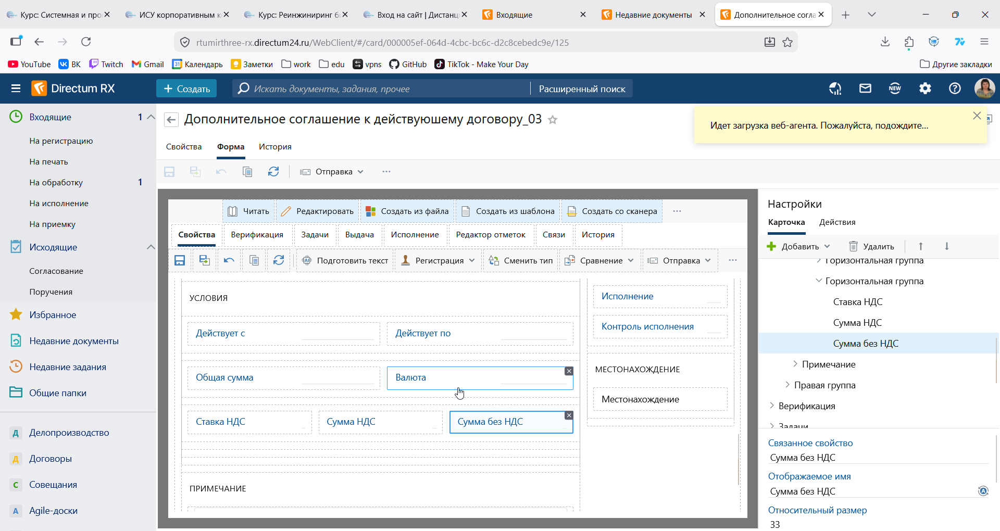 Курс: Системная и про
ИСУ корпоративным к
Курс: Реинжиниринг б
Вход на сайт | Дистанц
Входящие
Недавние документы
Дополнительное согла
rtumirthree-rx.directum24.ru/WebClient/#/card/000005ef-064d-4cbc-bc6c-d2c8cebedc9e/125
YouTube
ВК
Twitch
Gmail
Календарь
Заметки
work
edu
vpns
GitHub
TikTok - Make Your Day
Другие закладки
Directum RX
Создать
Искать документы, задания, прочее
Расширенный поиск
NEW
Входящие 1
На регистрацию
На печать
На обработку 1
На исполнение
На приемку
Исходящие
Согласование
Поручения
Избранное
Недавние документы
Недавние задания
Общие папки
Д Делопроизводство
Д Договоры
С Совещания
А Agile-доски
Дополнительное соглашение к действуюшему договору_03
Идет загрузка веб-агента. Пожалуйста, подождите...
Свойства
Форма
История
Отправка
Читать
Редактировать
Создать из файла
Создать из шаблона
Создать со сканера
Свойства
Верификация
Задачи
Выдача
Исполнение
Редактор отметок
Связи
История
AI Подготовить текст
Регистрация
Сменить тип
Сравнение
Отправка
УСЛОВИЯ
Действует с
Действует по
Общая сумма
Валюта
Ставка НДС
Сумма НДС
Сумма без НДС
ПРИМЕЧАНИЕ
Исполнение
Контроль исполнения
МЕСТОНАХОЖДЕНИЕ
Местонахождение
Настройки
Карточка
Действия
Добавить
Удалить
Горизонтальная группа
Горизонтальная группа
Ставка НДС
Сумма НДС
Сумма без НДС
Примечание
Правая группа
Верификация
Задачи
Связанное свойство
Сумма без НДС
Отображаемое имя
Сумма без НДС
Относительный размер
33